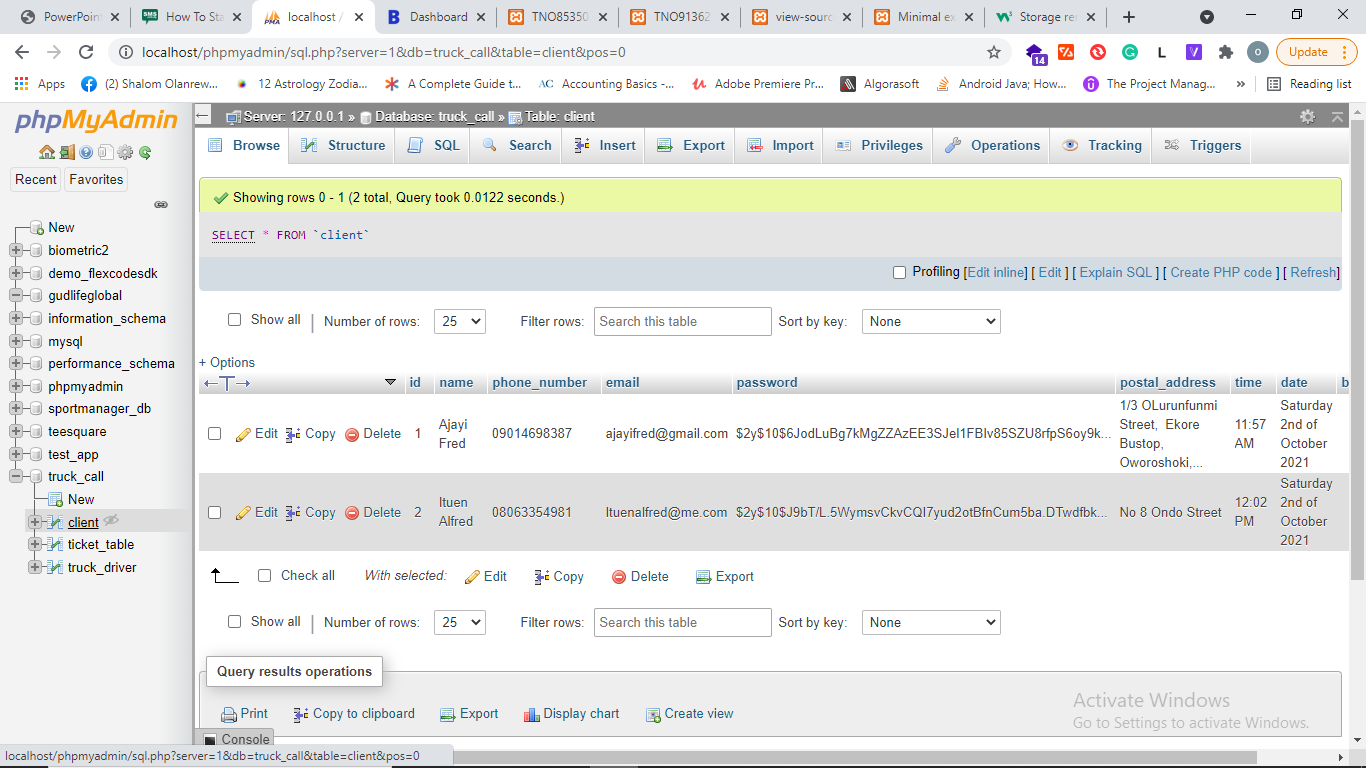 PowerPoint
How To Sta
localhost /
Dashboard
TNO85350
TNO91362
view-sourc
Minimal ex
Storage re
localhost/phpmyadmin/sql.php?server=1&db=truck_call&table=client&pos=0
14
L
o
Update
Apps
(2) Shalom Olanrew...
12 Astrology Zodia...
A Complete Guide t...
AC Accounting Basics -...
Adobe Premiere Pr...
Algorasoft
Android Java; How...
The Project Manag...
»
Reading list
phpMyAdmin
Recent
Favorites
New
biometric2
demo_flexcodesdk
gudlifeglobal
information_schema
mysql
performance_schema
phpmyadmin
sportmanager_db
teesquare
test_app
truck_call
New
client
ticket_table
truck_driver
Server: 127.0.0.1 » Database: truck_call » Table: client
Browse
Structure
SQL
Search
Insert
Export
Import
Privileges
Operations
Tracking
Triggers
Showing rows 0 - 1 (2 total, Query took 0.0122 seconds.)
SELECT * FROM `client`
Profiling [Edit inline] [ Edit ] [ Explain SQL ] [ Create PHP code ] [ Refresh]
Show all | Number of rows: 25 Filter rows: Search this table Sort by key: None
+ Options
id name phone_number email password postal_address time date b
Edit Copy Delete 1
Ajayi
Fred
09014698387
ajayifred@gmail.com
1/3 OLurunfunmi
Street, Ekore
Bustop,
Oworoshoki,...
11:57
AM
Saturday
2nd of
October
2021
Edit Copy Delete 2
Ituen
Alfred
08063354981
Ituenalfred@me.com
No 8 Ondo Street
12:02
PM
Saturday
2nd of
October
2021
Check all With selected: Edit Copy Delete Export
Show all | Number of rows: 25 Filter rows: Search this table Sort by key: None
Query results operations
Print
Copy to clipboard
Export
Display chart
Create view
Activate Windows
Go to Settings to activate Windows.
Console
localhost/phpmyadmin/sql.php?server=1&db=truck_call&table=client&pos=0